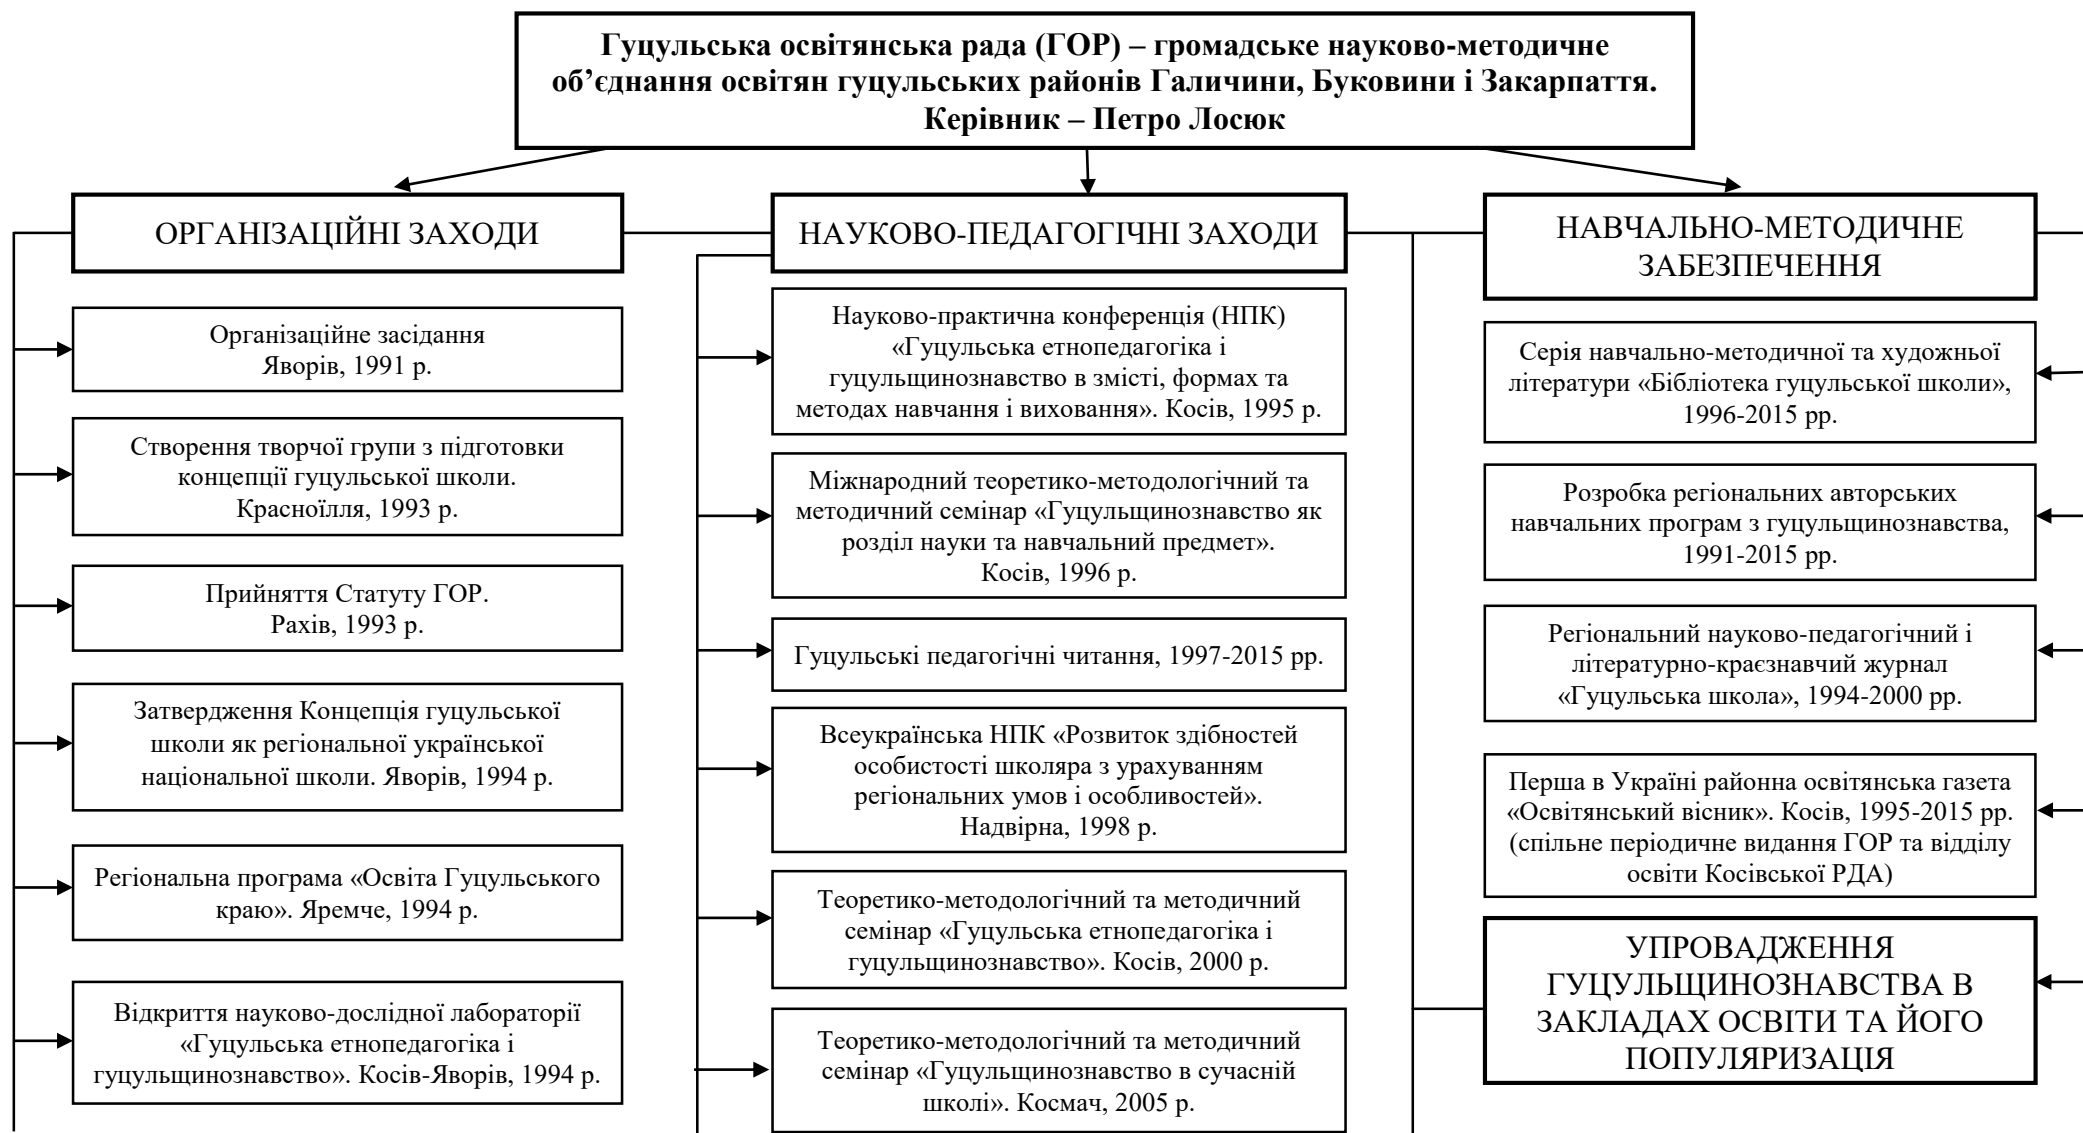 Гуцульська освітянська рада (ГОР) – громадське науково-методичне
об’єднання освітян гуцульських районів Галичини, Буковини і Закарпаття.
Керівник – Петро Лосюк
ОРГАНІЗАЦІЙНІ ЗАХОДИ
Організаційне засідання
Яворів, 1991 р.
Створення творчої групи з підготовки
концепції гуцульської школи.
Красноїлля, 1993 р.
Прийняття Статуту ГОР.
Рахів, 1993 р.
Затвердження Концепція гуцульської
школи як регіональної української
національної школи. Яворів, 1994 р.
Регіональна програма «Освіта Гуцульського
краю». Яремче, 1994 р.
Відкриття науково-дослідної лабораторії
«Гуцульська етнопедагогіка і
гуцульщинознавство». Косів-Яворів, 1994 р.
НАУКОВО-ПЕДАГОГІЧНІ ЗАХОДИ
Науково-практична конференція (НПК)
«Гуцульська етнопедагогіка і
гуцульщинознавство в змісті, формах та
методах навчання і виховання». Косів, 1995 р.
Міжнародний теоретико-методологічний та
методичний семінар «Гуцульщинознавство як
розділ науки та навчальний предмет».
Косів, 1996 р.
Гуцульські педагогічні читання, 1997-2015 рр.
Всеукраїнська НПК «Розвиток здібностей
особистості школяра з урахуванням
регіональних умов і особливостей».
Надвірна, 1998 р.
Теоретико-методологічний та методичний
семінар «Гуцульська етнопедагогіка і
гуцульщинознавство». Косів, 2000 р.
Теоретико-методологічний та методичний
семінар «Гуцульщинознавство в сучасній
школі». Космач, 2005 р.
НАВЧАЛЬНО-МЕТОДИЧНЕ
ЗАБЕЗПЕЧЕННЯ
Серія навчально-методичної та художньої
літератури «Бібліотека гуцульської школи»,
1996-2015 рр.
Розробка регіональних авторських
навчальних програм з гуцульщинознавства,
1991-2015 рр.
Регіональний науково-педагогічний і
літературно-краєзнавчий журнал
«Гуцульська школа», 1994-2000 рр.
Перша в Україні районна освітянська газета
«Освітянський вісник». Косів, 1995-2015 рр.
(спільне періодичне видання ГОР та відділу
освіти Косівської РДА)
УПРОВАДЖЕННЯ
ГУЦУЛЬЩИНОЗНАВСТВА В
ЗАКЛАДАХ ОСВІТИ ТА ЙОГО
ПОПУЛЯРИЗАЦІЯ